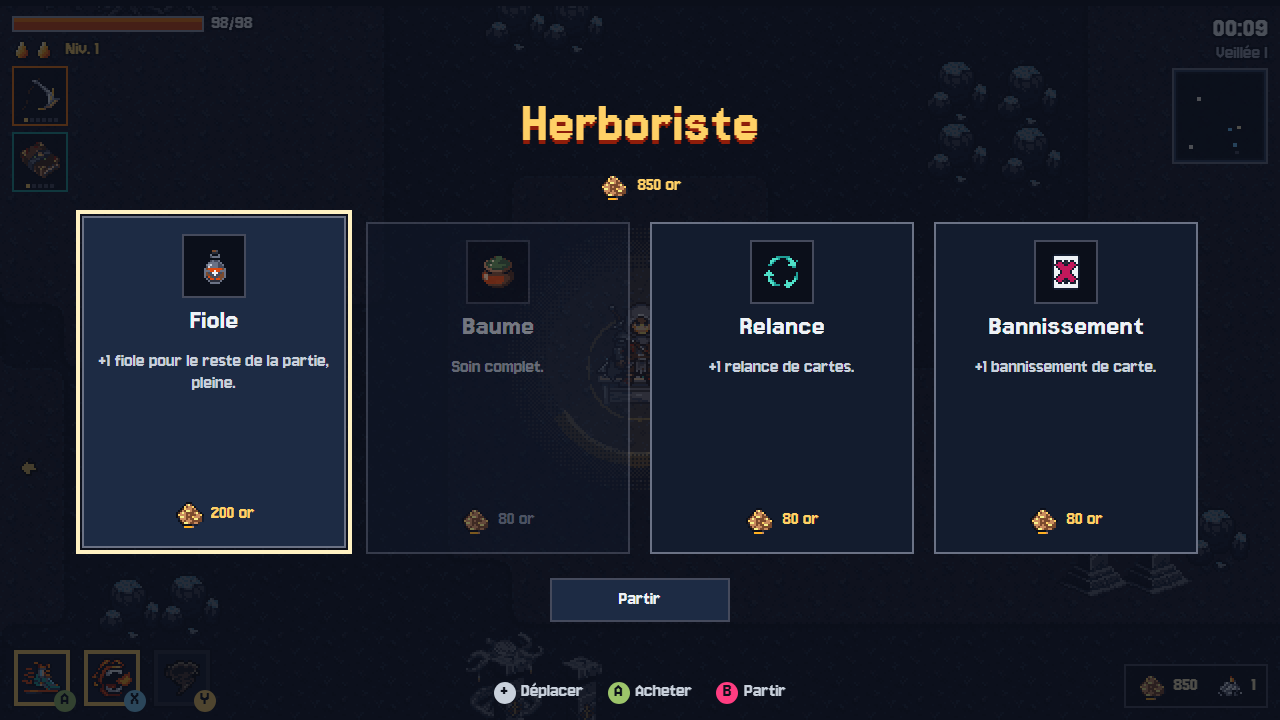 98/98
Niv. 1
00:09
Veillée I
Herboriste
850 or
Fiole
+1 fiole pour le reste de la partie,
pleine.
200 or
Baume
Soin complet.
80 or
Relance
+1 relance de cartes.
80 or
Bannissement
+1 bannissement de carte.
80 or
Partir
A
X
Y
+ Déplacer
A Acheter
B Partir
850
1